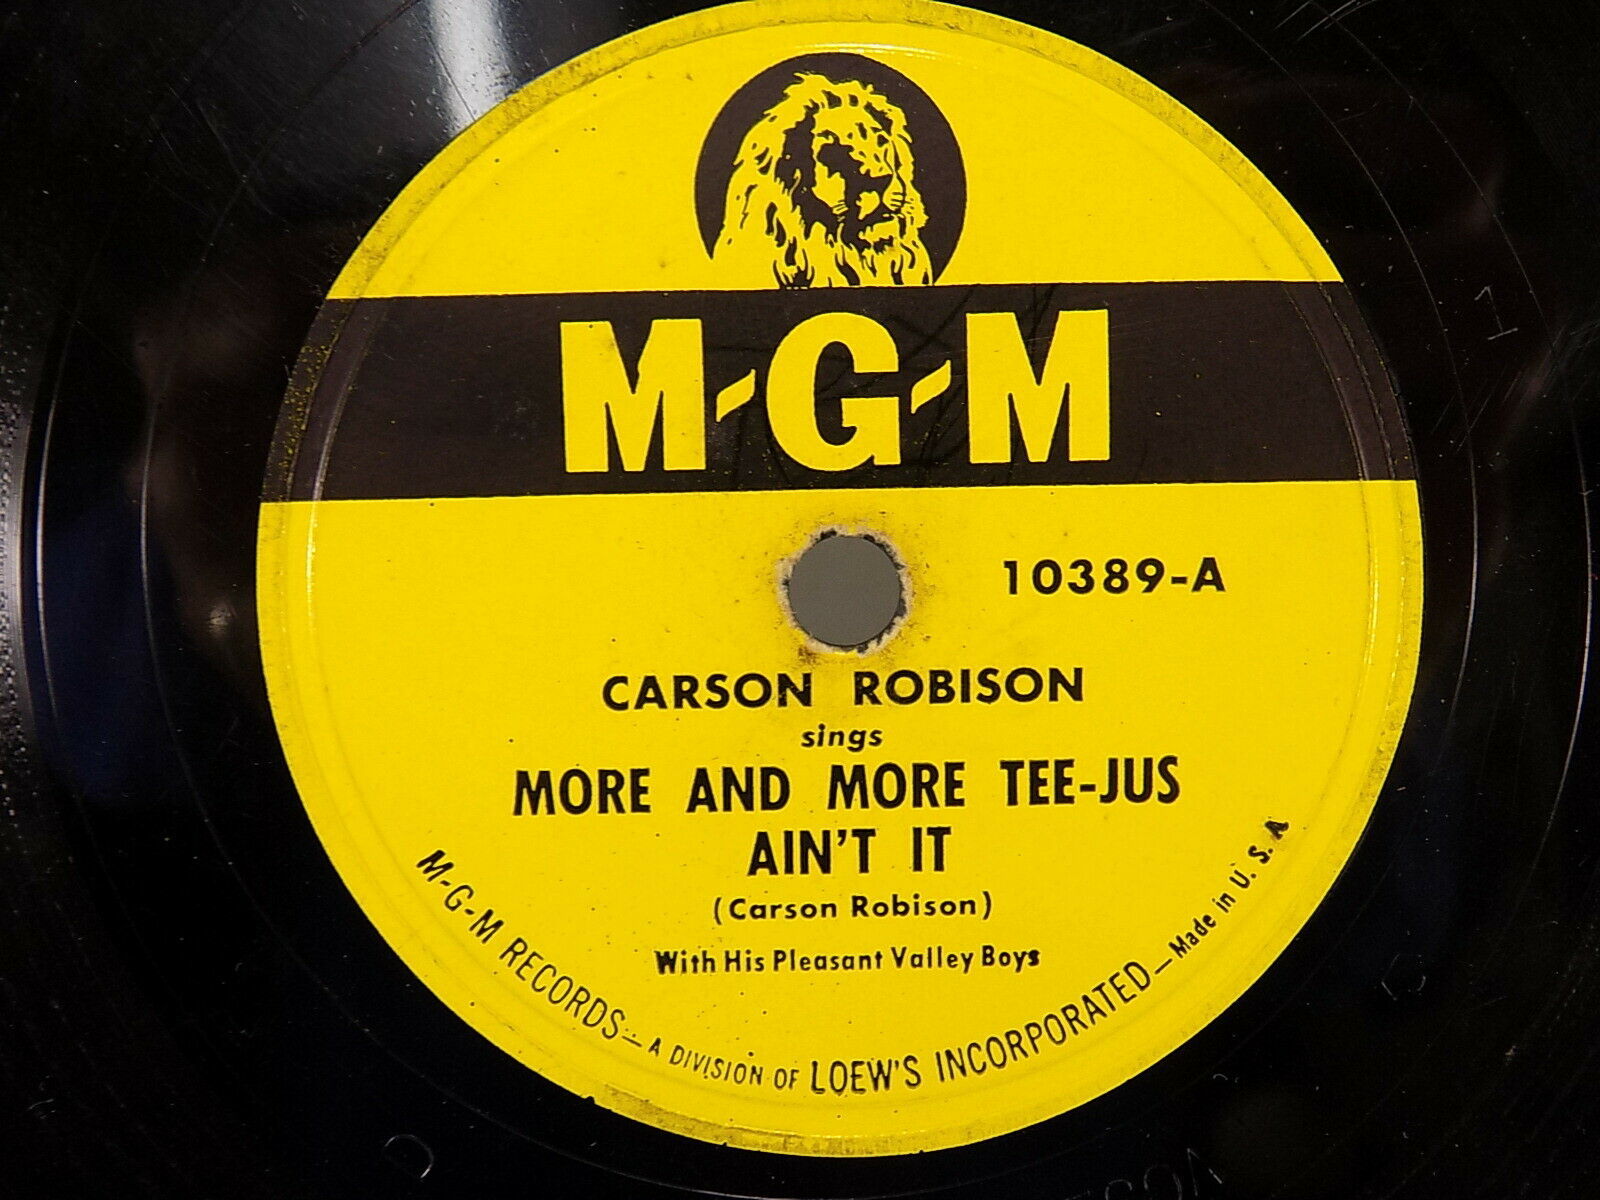 M-G-M
10389-A
CARSON ROBISON
sings
MORE AND MORE TEE-JUS
AIN'T IT
(Carson Robison)
With His Pleasant Valley Boys
M-G-M RECORDS — A DIVISION OF LOEW'S INCORPORATED — Made in U. S. A
1
D